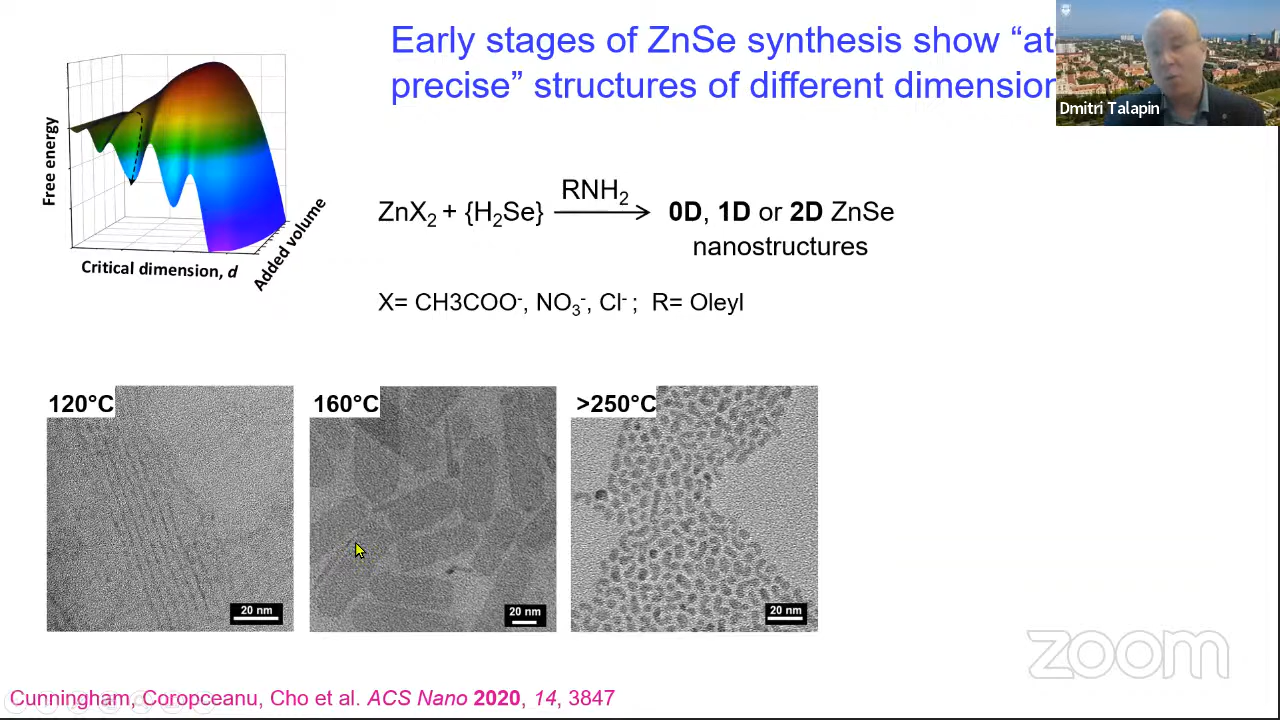 Early stages of ZnSe synthesis show “at
precise” structures of different dimension
Dmitri Talapin
Free energy
Critical dimension, d
Added volume
ZnX2 + {H2Se}
RNH2
0D, 1D or 2D ZnSe
nanostructures
X= CH3COO-, NO3-, Cl- ; R= Oleyl
120°C
160°C
>250°C
20 nm
20 nm
20 nm
zoom
Cunningham, Coropceanu, Cho et al. ACS Nano 2020, 14, 3847